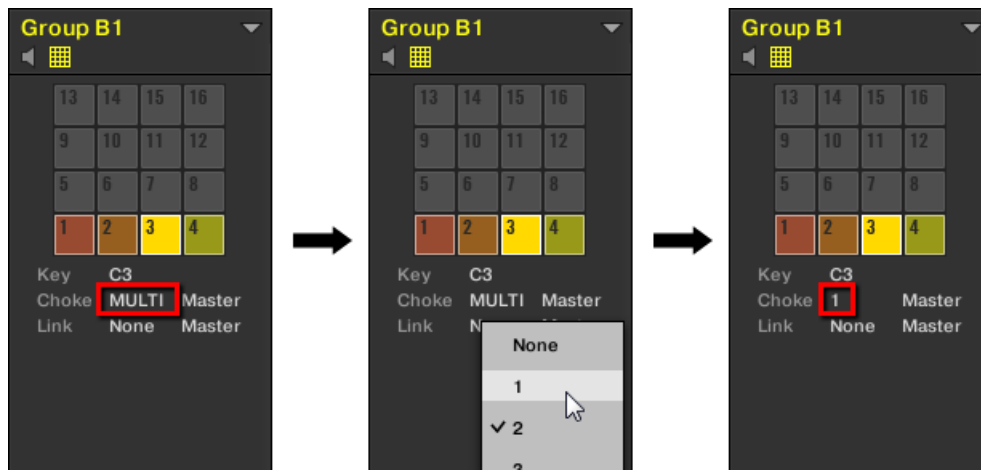 Group B1
13 14 15 16
9 10 11 12
5 6 7 8
1 2 3 4
Key C3
Choke MULTI Master
Link None Master
Group B1
13 14 15 16
9 10 11 12
5 6 7 8
1 2 3 4
Key C3
Choke MULTI Master
Link
None
1
2
Group B1
13 14 15 16
9 10 11 12
5 6 7 8
1 2 3 4
Key C3
Choke 1 Master
Link None Master